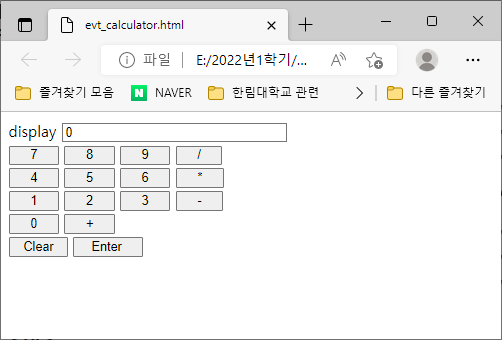 evt_calculator.html
파일 E:/2022년1학기/...
즐겨찾기 모음 NAVER 한림대학교 관련 다른 즐겨찾기
display 0
7 8 9 /
4 5 6 *
1 2 3 -
0 +
Clear Enter